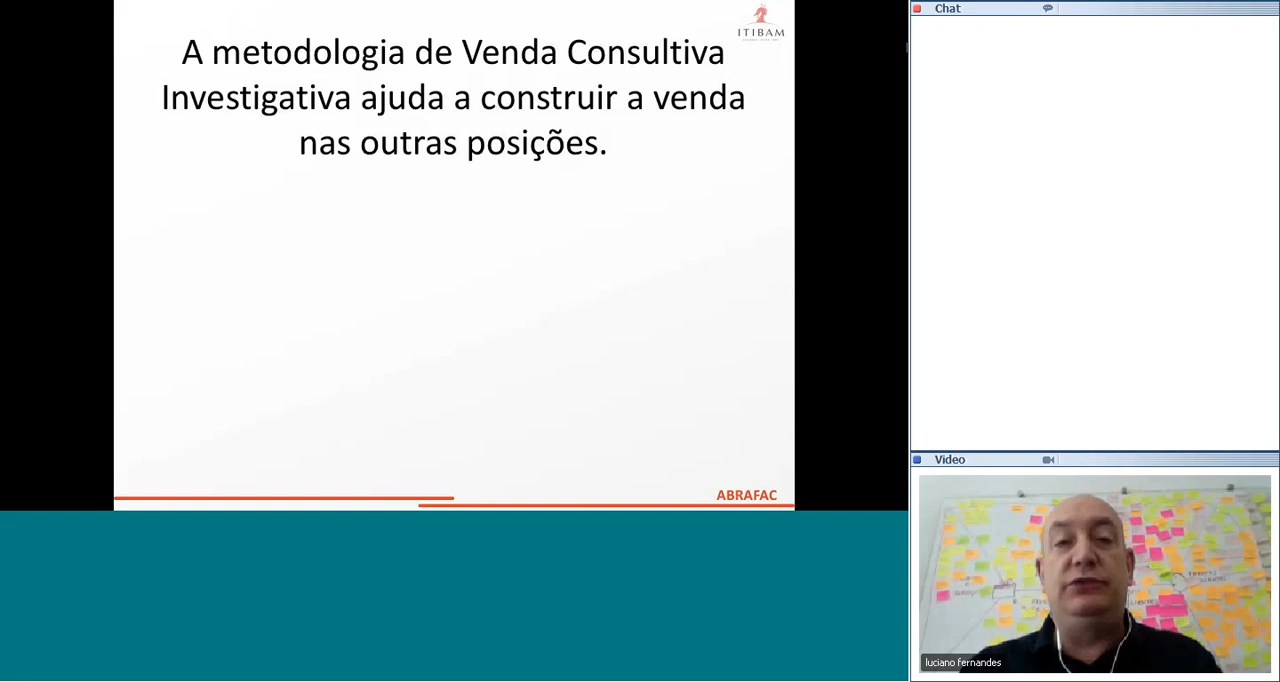 ITIBAM
A metodologia de Venda Consultiva
Investigativa ajuda a construir a venda
nas outras posições.
ABRAFAC
Chat
Video
luciano fernandes